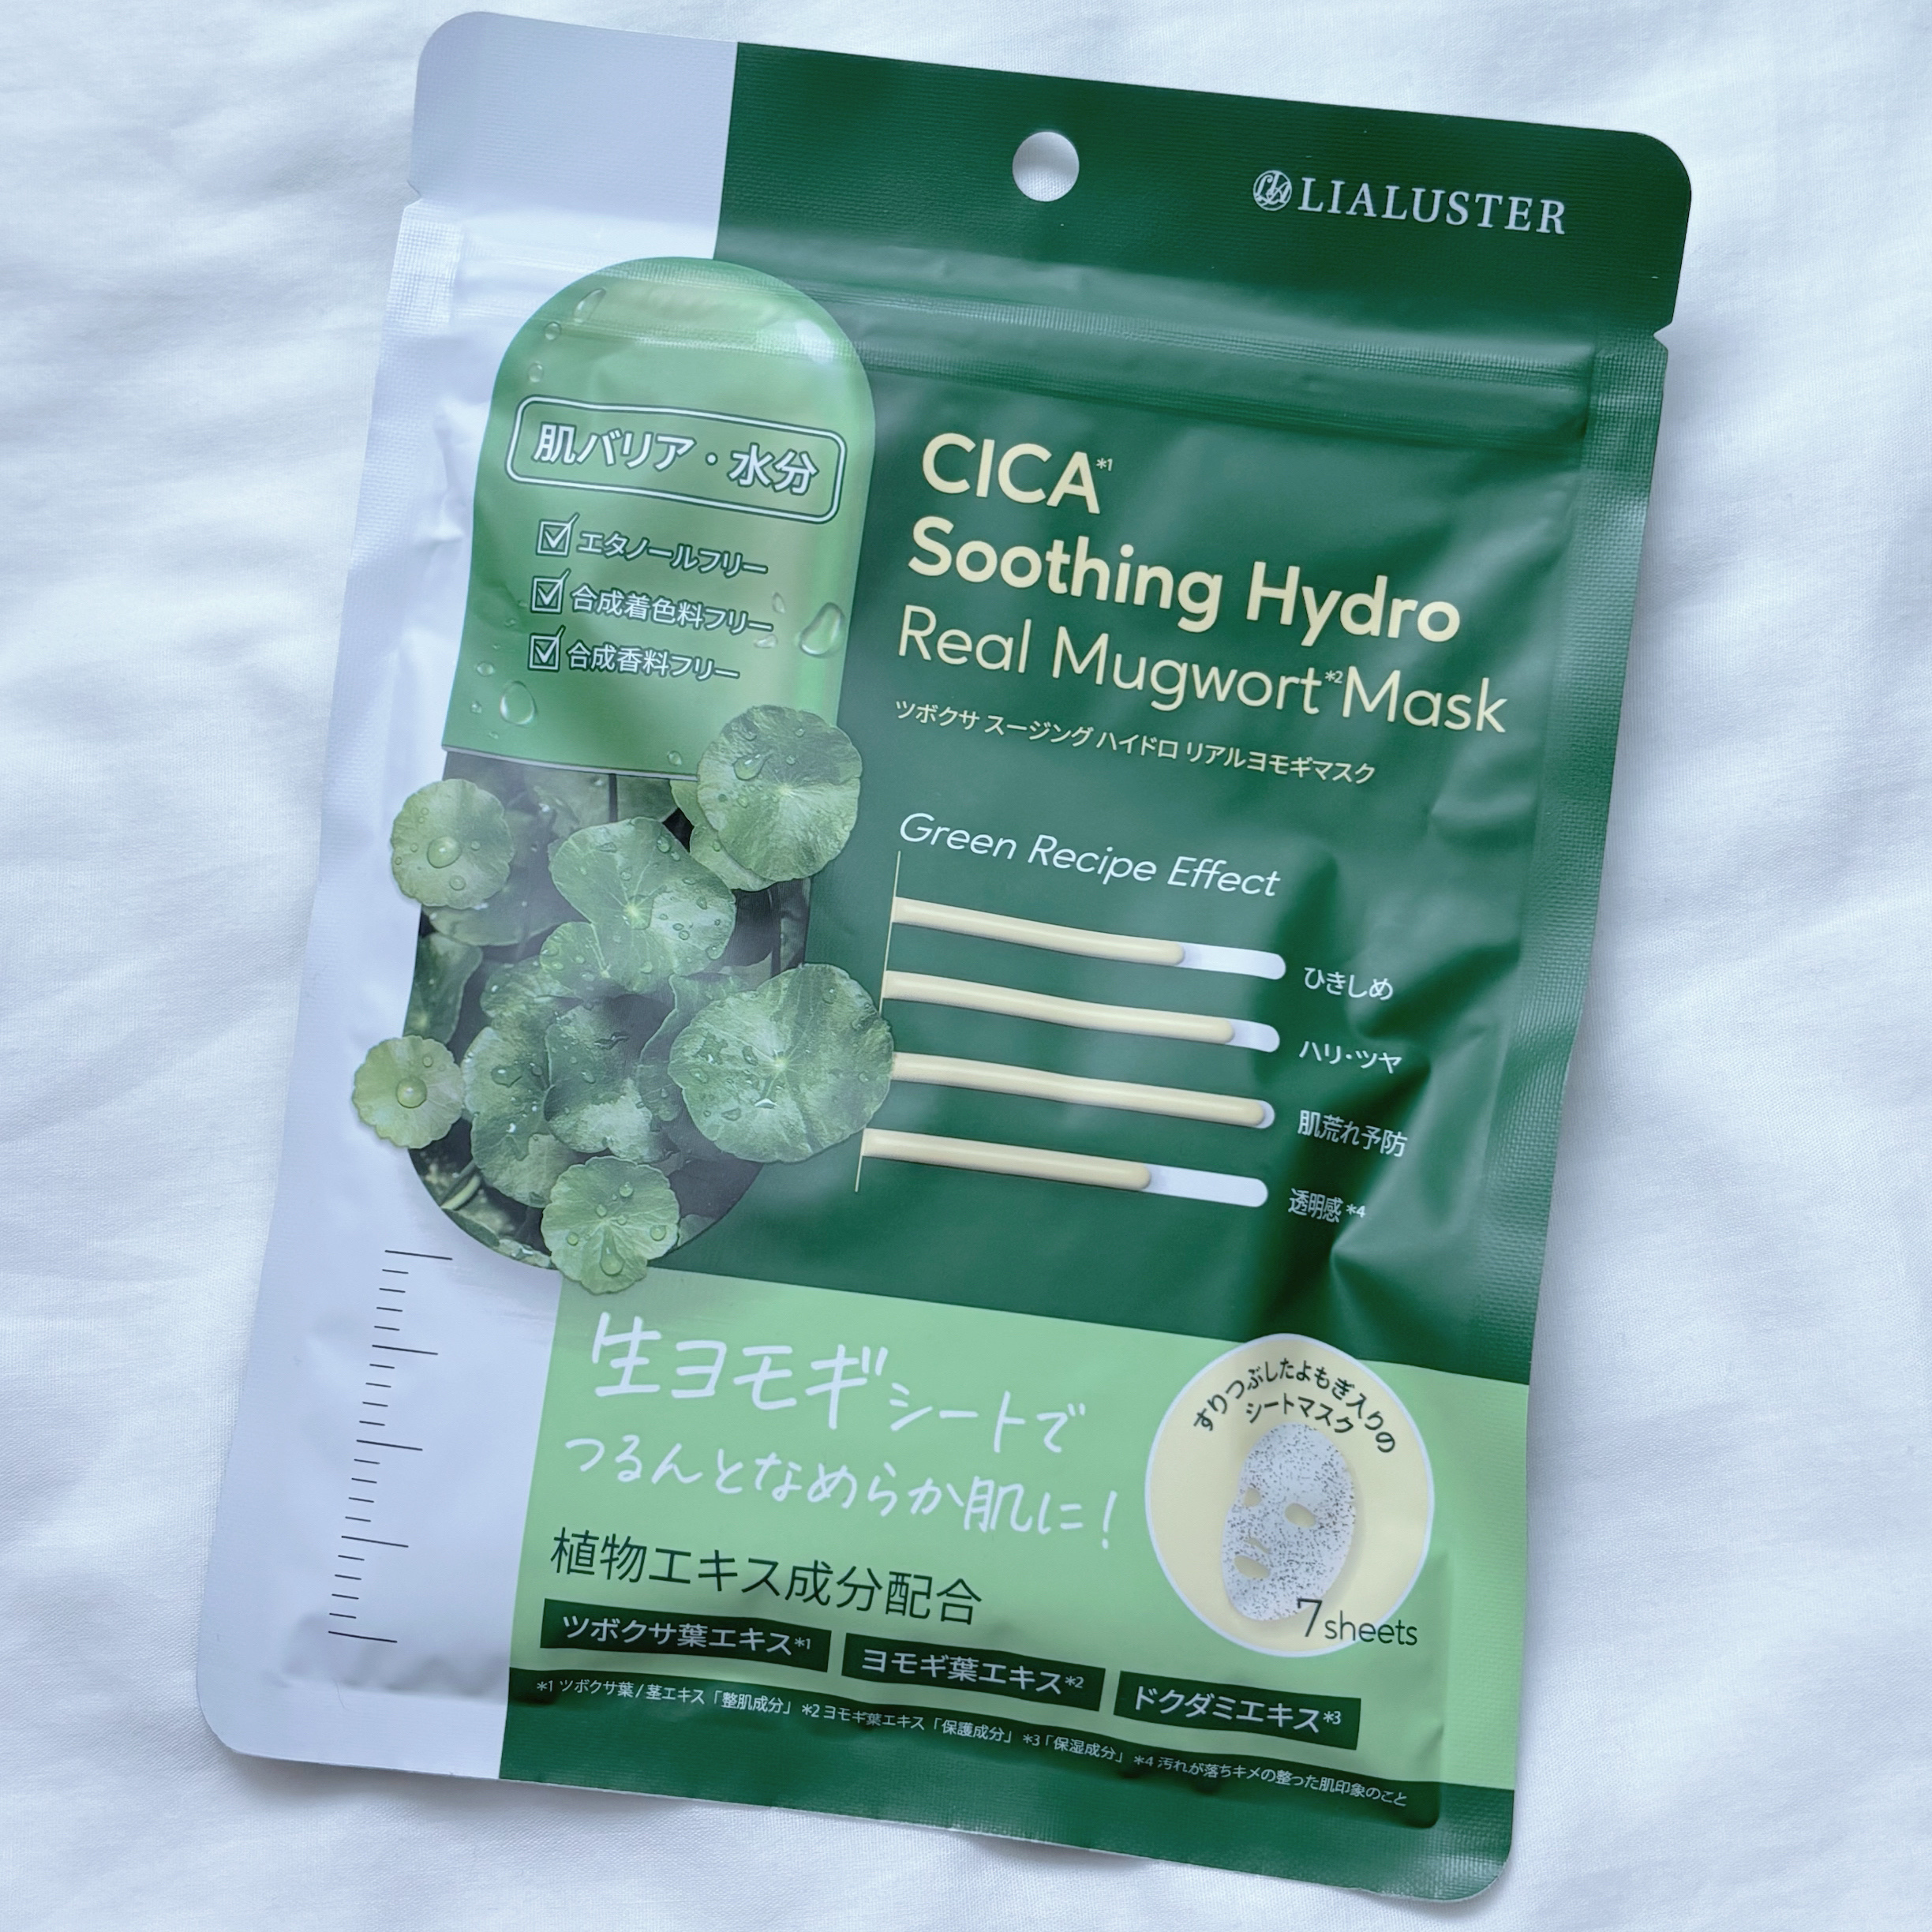 LIALUSTER
肌バリア・水分
エタノールフリー
合成着色料フリー
合成香料フリー
CICA*1
Soothing Hydro
Real Mugwort*2 Mask
ツボクサ スージング ハイドロ リアルヨモギマスク
Green Recipe Effect
ひきしめ
ハリ・ツヤ
肌荒れ予防
透明感*4
生ヨモギシートで
つるんとなめらか肌に!
すりつぶしたよもぎ入りの
シートマスク
7sheets
植物エキス成分配合
ツボクサ葉エキス*1
ヨモギ葉エキス*2
ドクダミエキス*3
*1 ツボクサ葉/茎エキス「整肌成分」 *2 ヨモギ葉エキス「保護成分」 *3「保湿成分」 *4 汚れが落ちキメの整った肌印象のこと